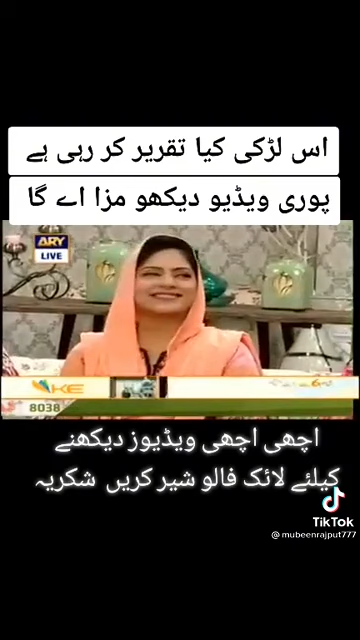 اس لڑکی کیا تقریر کر رہی ہے
پوری ویڈیو دیکھو مزا اے گا
ARY
LIVE
KE
8038
اچھی اچھی ویڈیوز دیکھنے
کیلئے لائک فالو شیر کریں شکریہ
TikTok
@mubeenrajput777